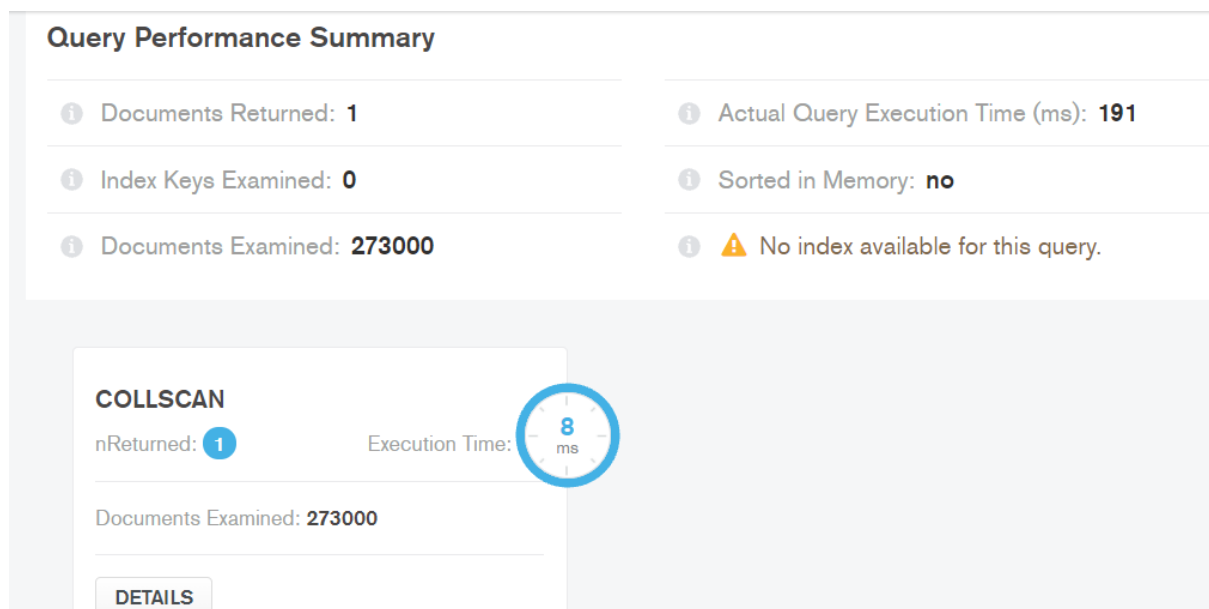 Query Performance Summary
Documents Returned: 1
Actual Query Execution Time (ms): 191
Index Keys Examined: 0
Sorted in Memory: no
Documents Examined: 273000
No index available for this query.
COLLSCAN
nReturned: 1
Execution Time: 8 ms
Documents Examined: 273000
DETAILS